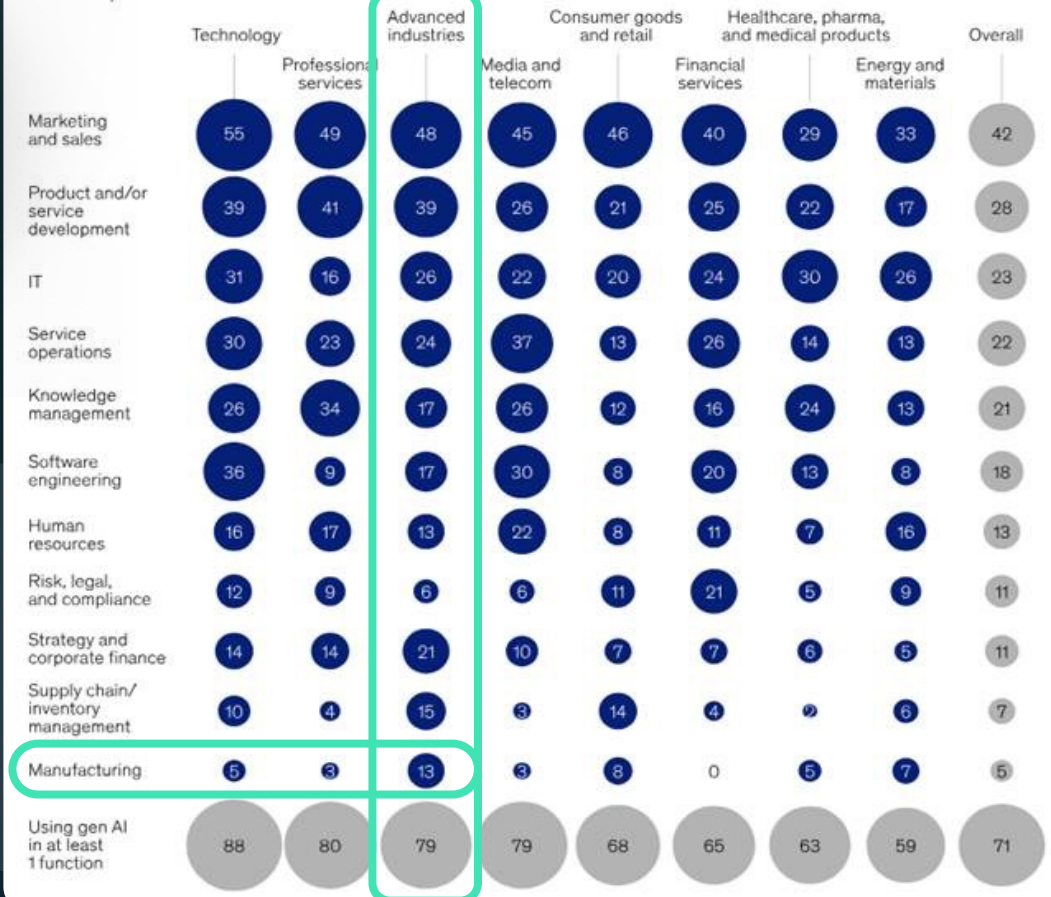 Advanced
industries
Consumer goods
and retail
Healthcare, pharma,
and medical products
Technology
Overall
Professional
services
Media and
telecom
Financial
services
Energy and
materials
Marketing
and sales
55 49 48 45 46 40 29 33 42
Product and/or
service
development
39 41 39 26 21 25 22 17 28
IT
31 16 26 22 20 24 30 26 23
Service
operations
30 23 24 37 13 26 14 13 22
Knowledge
management
26 34 17 26 12 16 24 13 21
Software
engineering
36 9 17 30 8 20 13 8 18
Human
resources
16 17 13 22 8 11 7 16 13
Risk, legal,
and compliance
12 9 6 6 11 21 5 9 11
Strategy and
corporate finance
14 14 21 10 7 7 6 5 11
Supply chain/
inventory
management
10 4 15 3 14 4 2 6 7
Manufacturing
5 3 13 3 8 0 5 7 5
Using gen AI
in at least
1 function
88 80 79 79 68 65 63 59 71